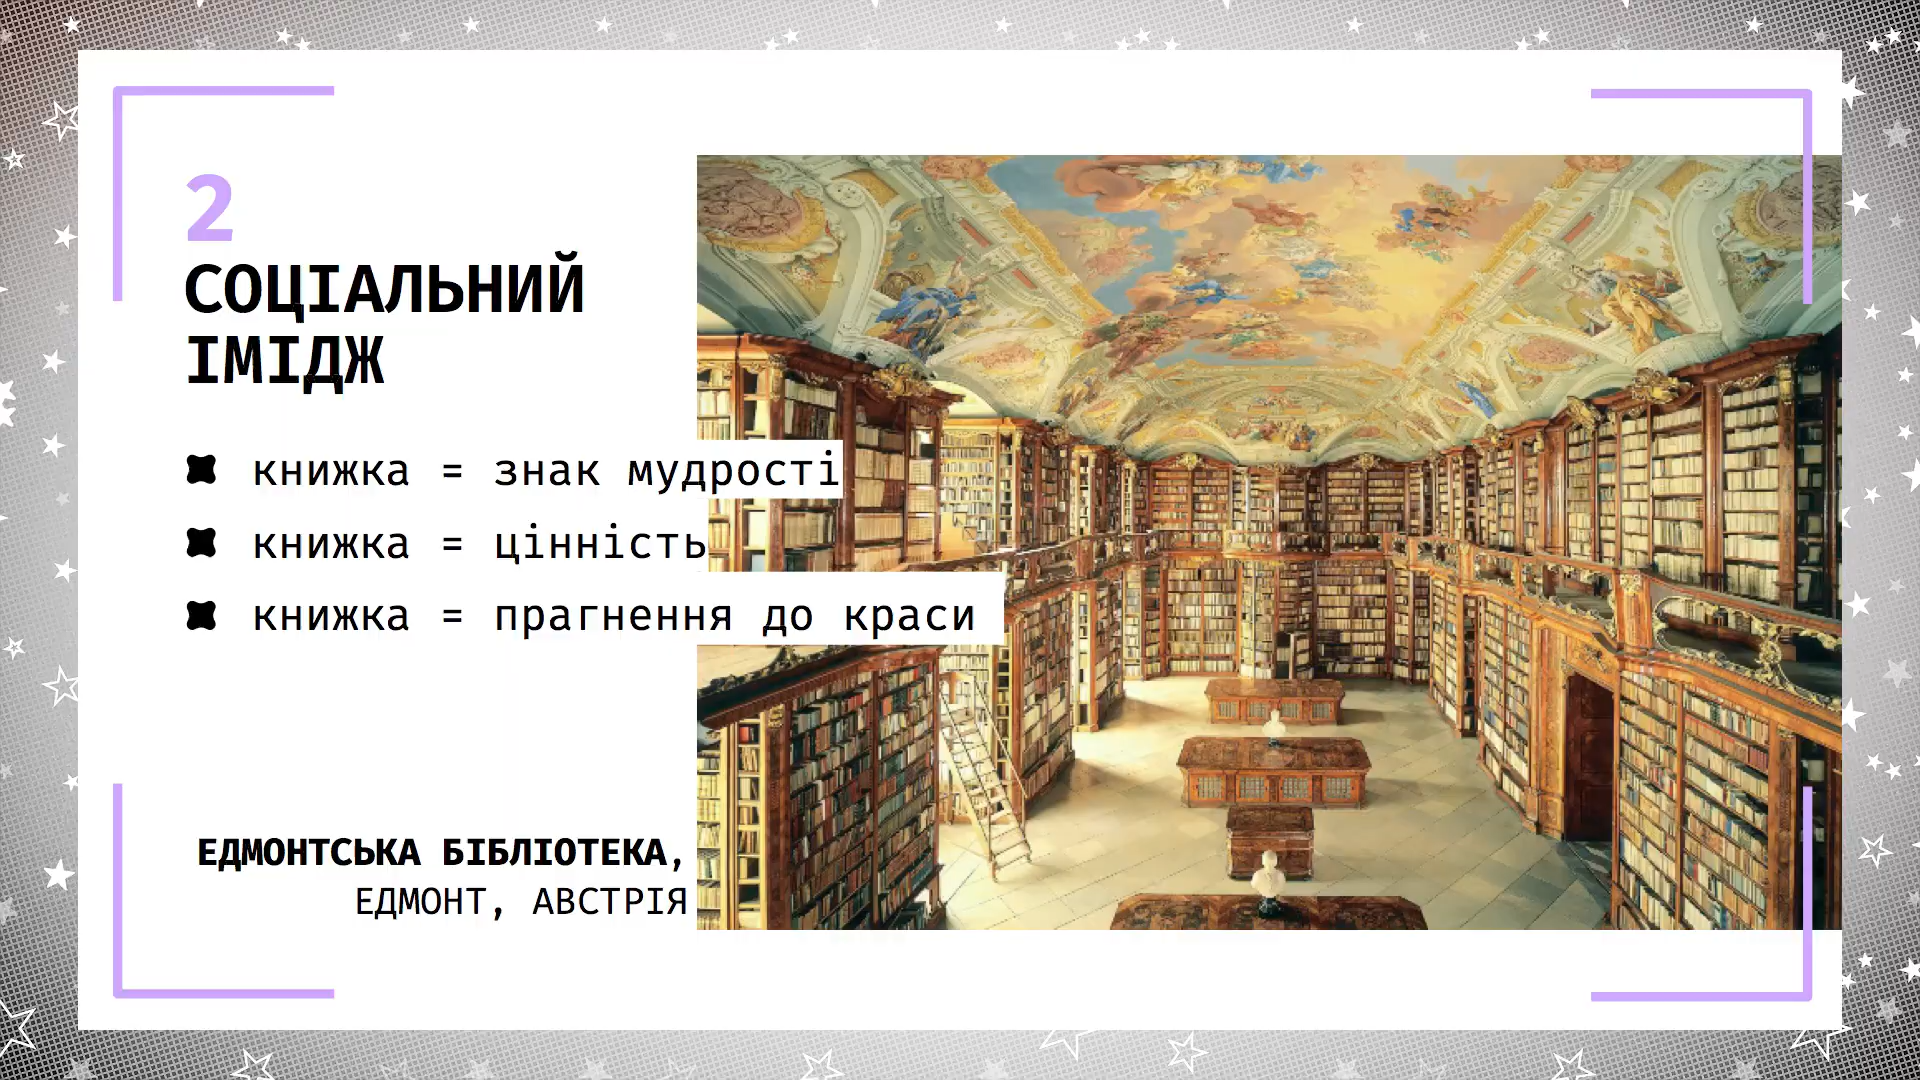 2
СОЦІАЛЬНИЙ
ІМІДЖ
книжка = знак мудрості
книжка = цінність
книжка = прагнення до краси
ЕДМОНТСЬКА БІБЛІОТЕКА,
ЕДМОНТ, АВСТРІЯ